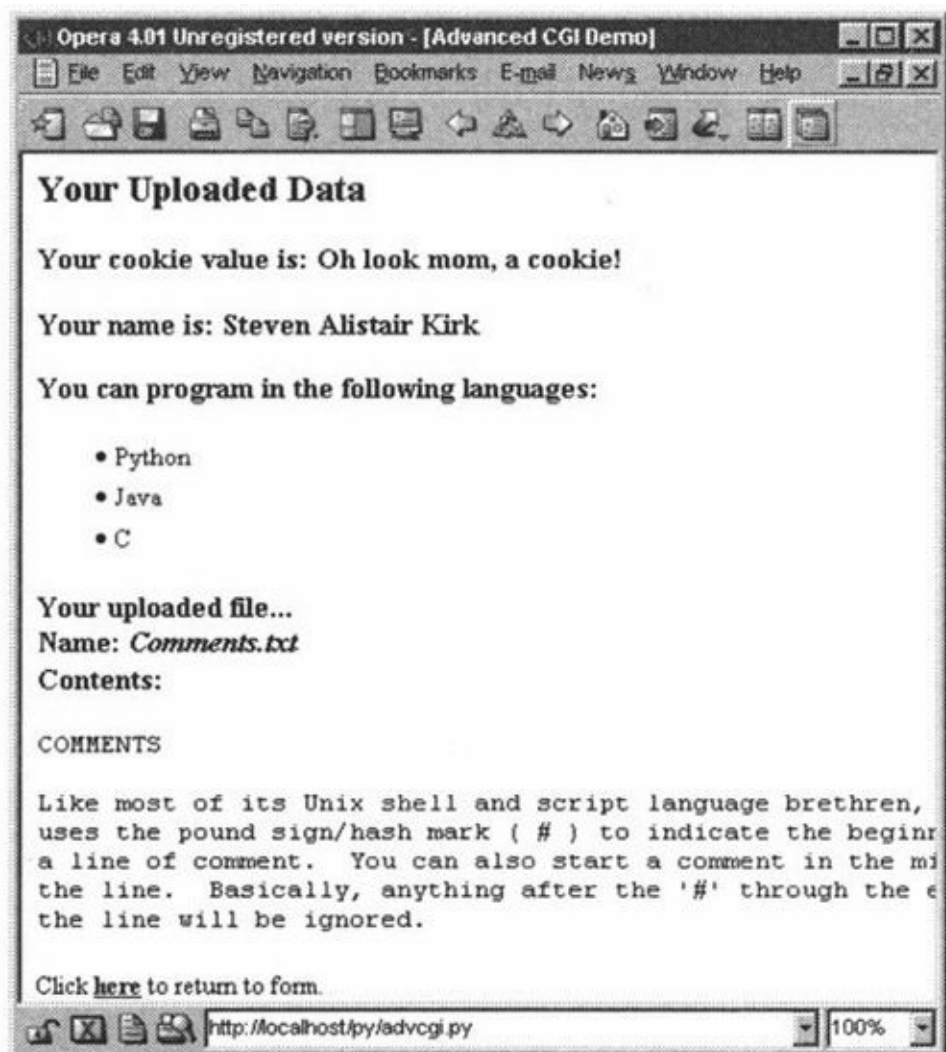 Opera 4.01 Unregistered version - [Advanced CGI Demo]
File Edit View Navigation Bookmarks E-mail News Window Help
Your Uploaded Data
Your cookie value is: Oh look mom, a cookie!
Your name is: Steven Alistair Kirk
You can program in the following languages:
• Python
• Java
• C
Your uploaded file...
Name: Comments.txt
Contents:
COMMENTS
Like most of its Unix shell and script language brethren,
uses the pound sign/hash mark ( # ) to indicate the beginn
a line of comment.  You can also start a comment in the mi
the line.  Basically, anything after the '#' through the e
the line will be ignored.
Click here to return to form.
http://localhost/py/advcgi.py 100%